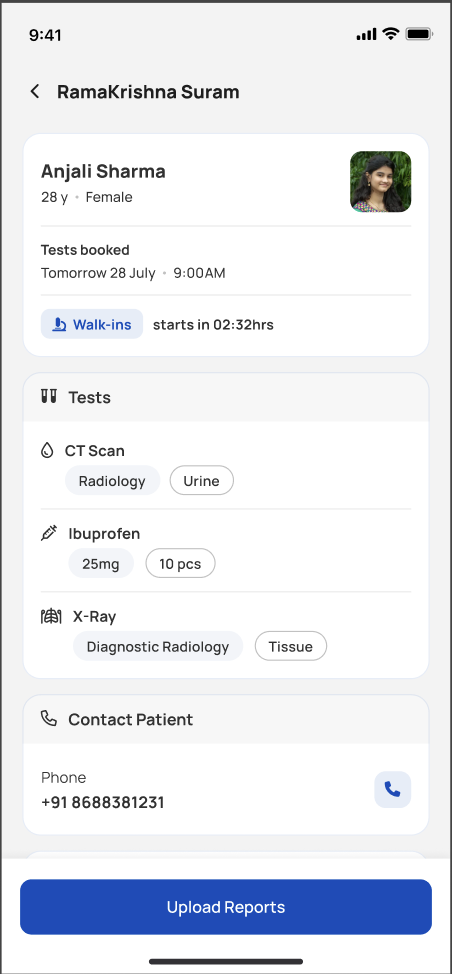 9:41
RamaKrishna Suram
Anjali Sharma
28 y • Female
Tests booked
Tomorrow 28 July • 9:00AM
Walk-ins starts in 02:32hrs
Tests
CT Scan
Radiology Urine
Ibuprofen
25mg 10 pcs
X-Ray
Diagnostic Radiology Tissue
Contact Patient
Phone
+91 8688381231
Upload Reports